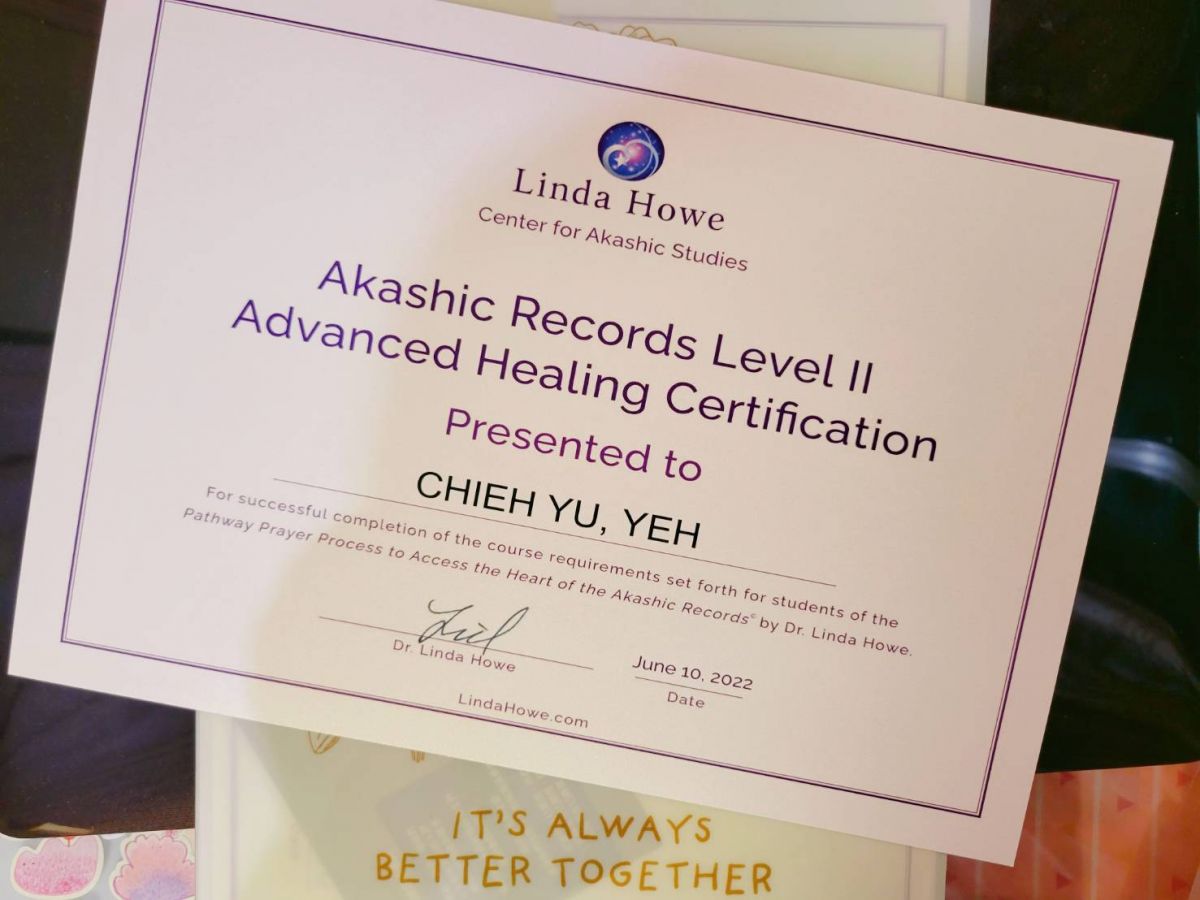 Linda Howe
Center for Akashic Studies
Akashic Records Level II
Advanced Healing Certification
Presented to
CHIEH YU, YEH
For successful completion of the course requirements set forth for students of the
Pathway Prayer Process to Access the Heart of the Akashic Records© by Dr. Linda Howe.
Dr. Linda Howe
June 10, 2022
Date
LindaHowe.com
IT'S ALWAYS
BETTER TOGETHER